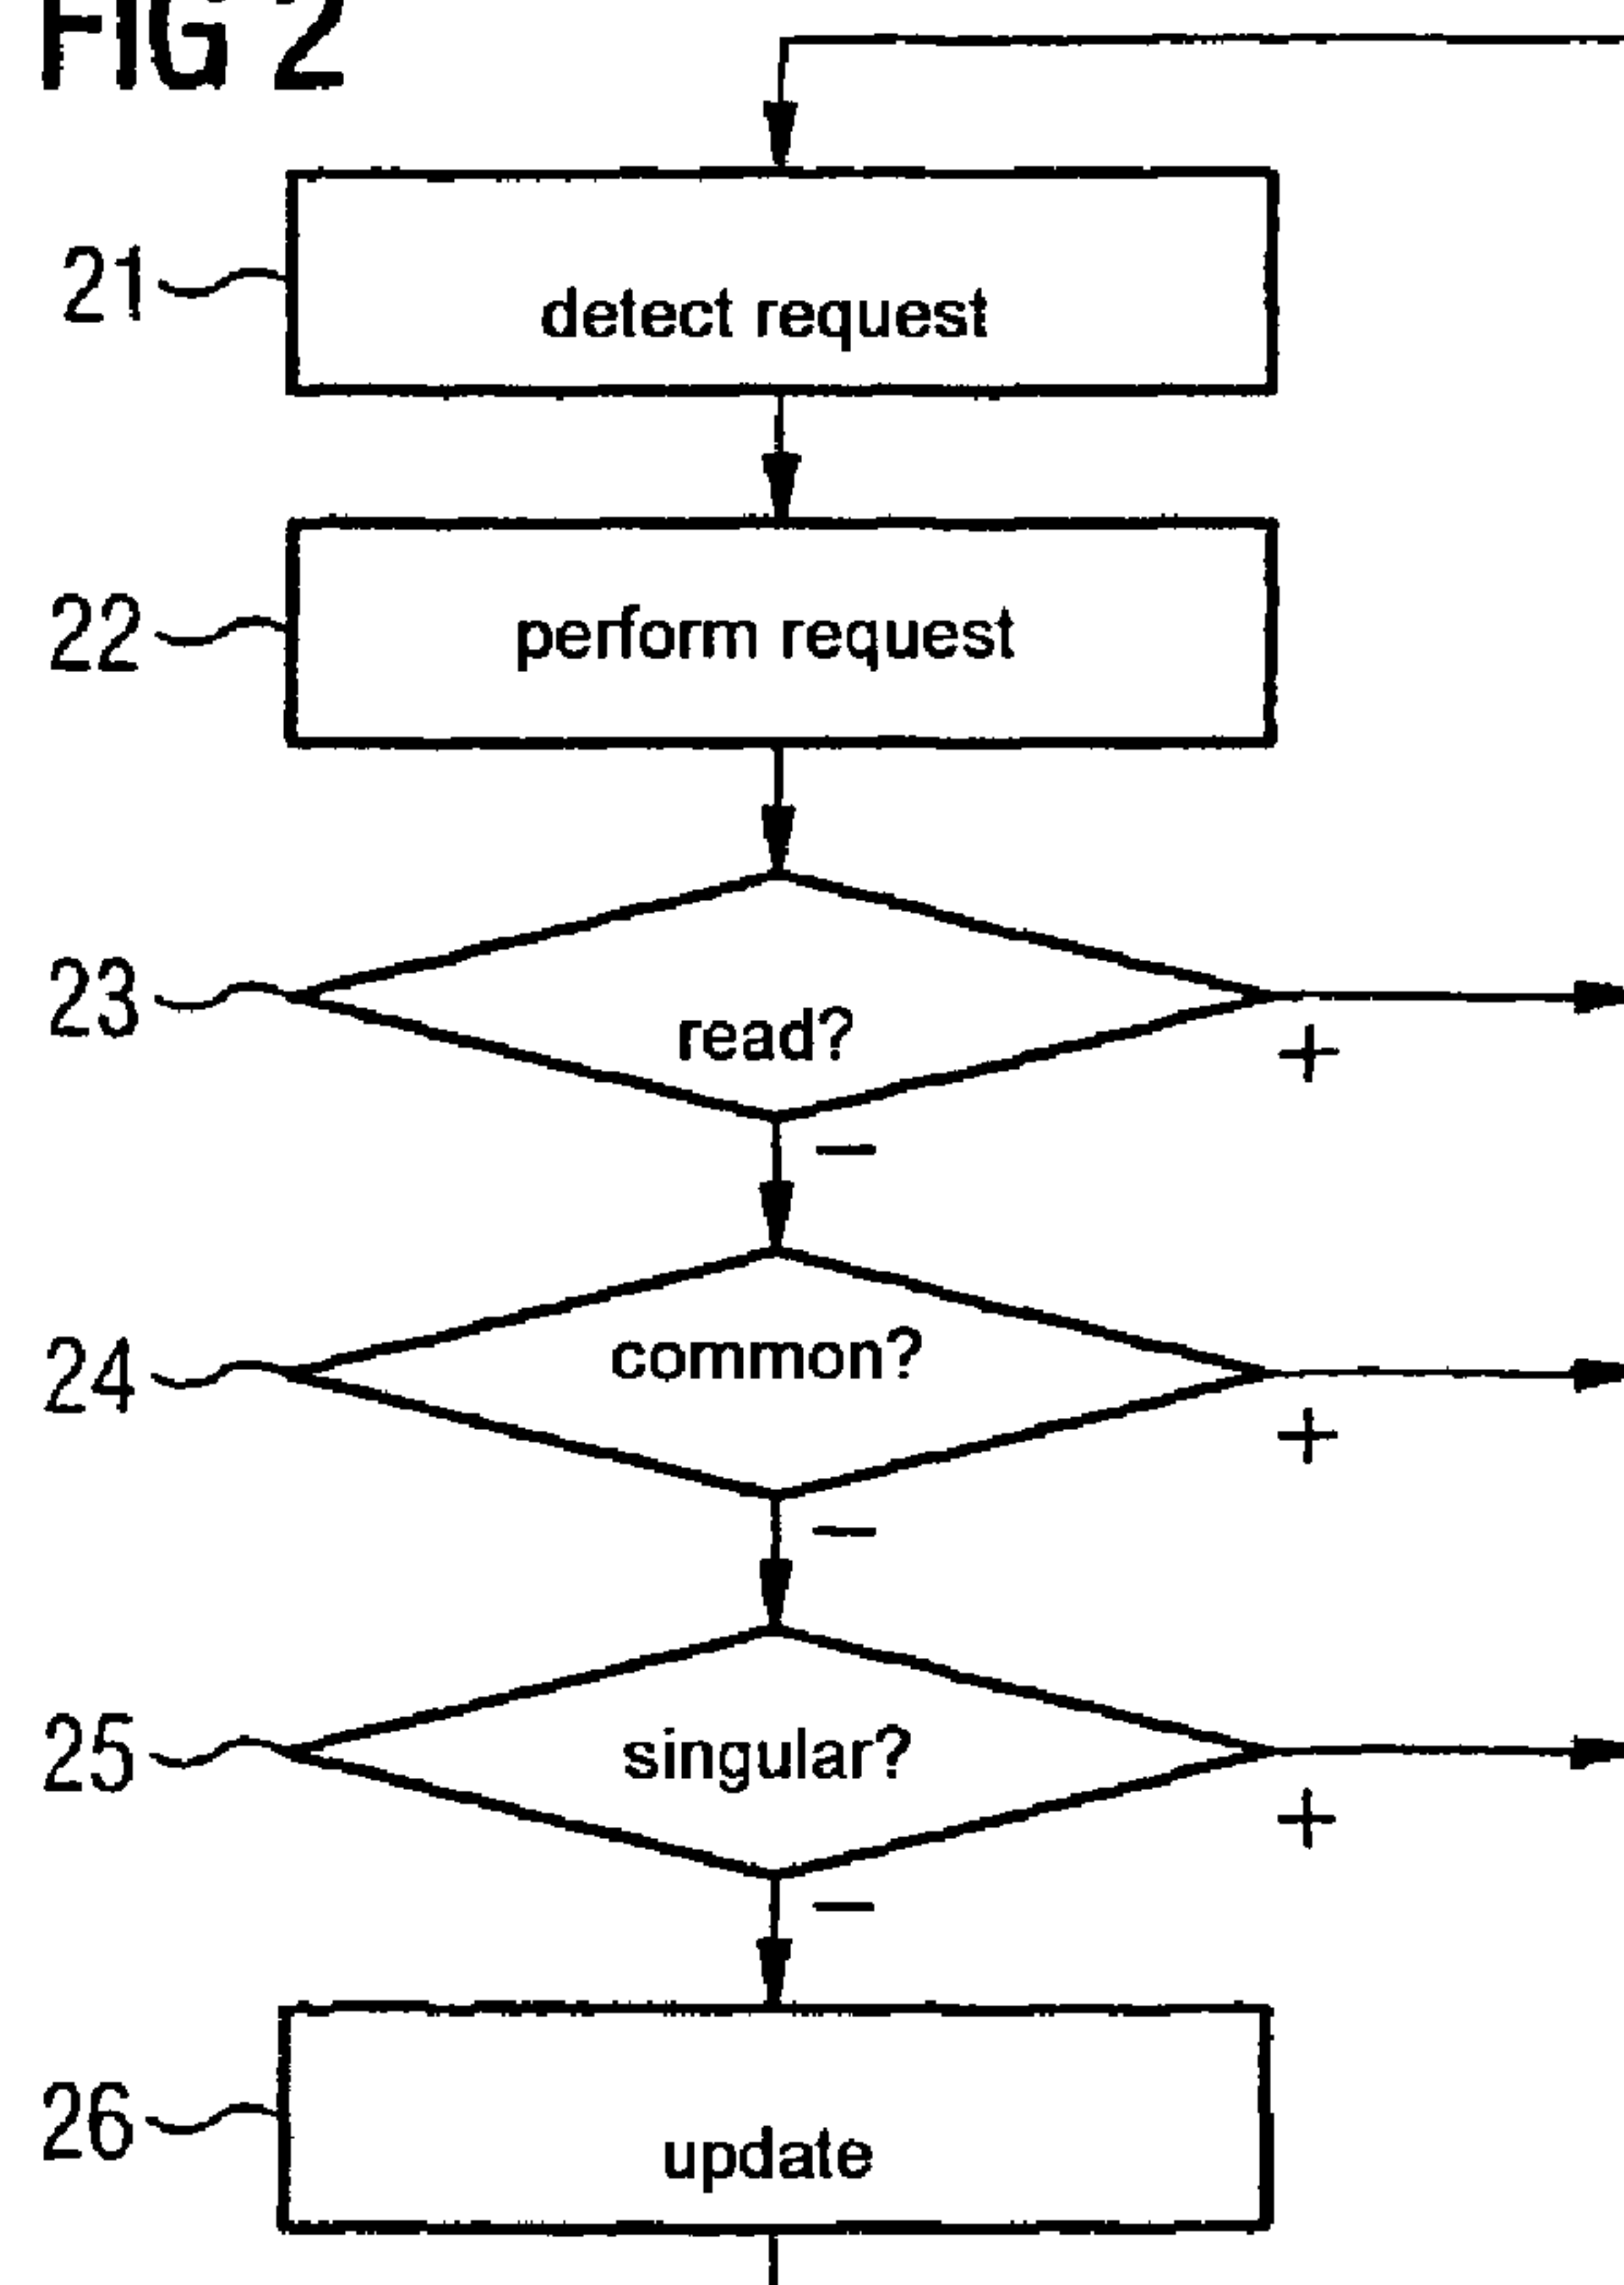 FIG 2
21
detect request
22
perform request
23
read?
+
–
24
common?
+
–
25
singular?
+
–
26
update